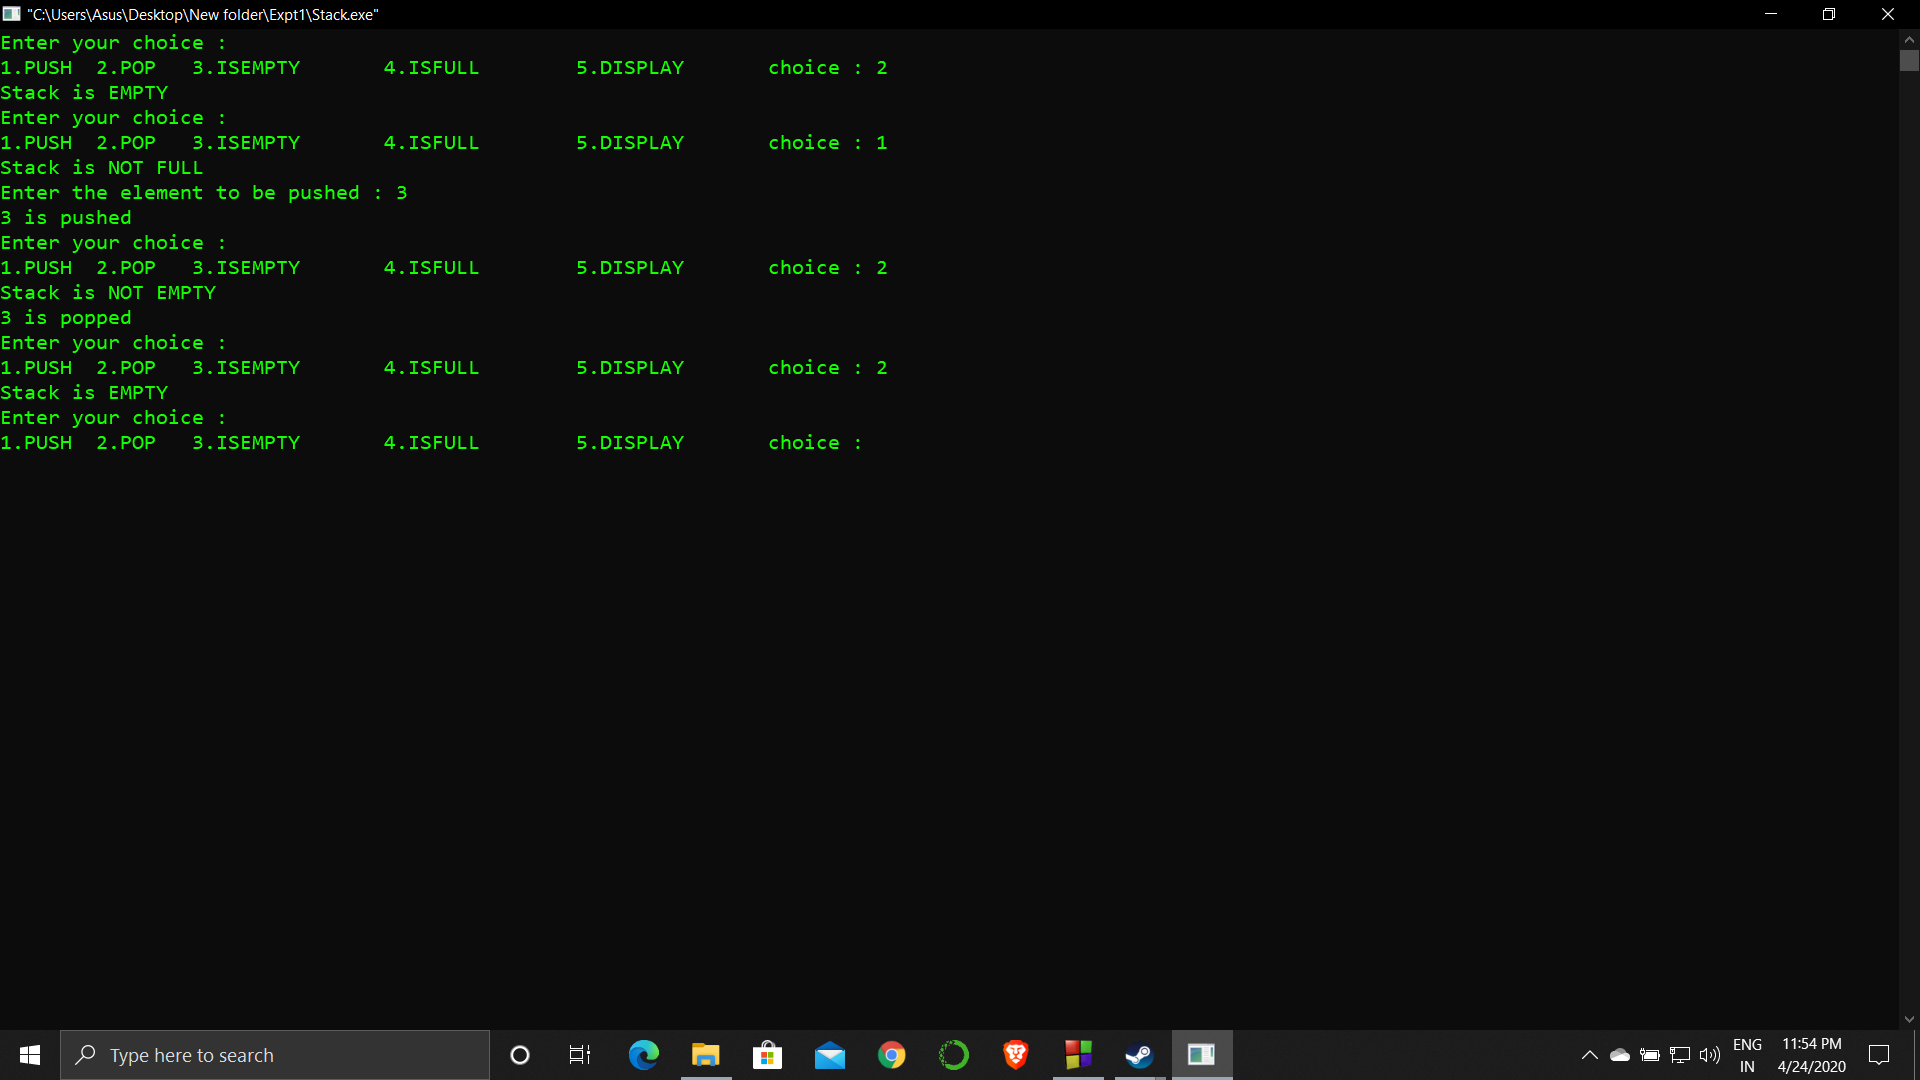 "C:\Users\Asus\Desktop\New folder\Expt1\Stack.exe"
Enter your choice :
1.PUSH  2.POP   3.ISEMPTY       4.ISFULL        5.DISPLAY       choice : 2
Stack is EMPTY
Enter your choice :
1.PUSH  2.POP   3.ISEMPTY       4.ISFULL        5.DISPLAY       choice : 1
Stack is NOT FULL
Enter the element to be pushed : 3
3 is pushed
Enter your choice :
1.PUSH  2.POP   3.ISEMPTY       4.ISFULL        5.DISPLAY       choice : 2
Stack is NOT EMPTY
3 is popped
Enter your choice :
1.PUSH  2.POP   3.ISEMPTY       4.ISFULL        5.DISPLAY       choice : 2
Stack is EMPTY
Enter your choice :
1.PUSH  2.POP   3.ISEMPTY       4.ISFULL        5.DISPLAY       choice :
Type here to search
ENG
IN
11:54 PM
4/24/2020